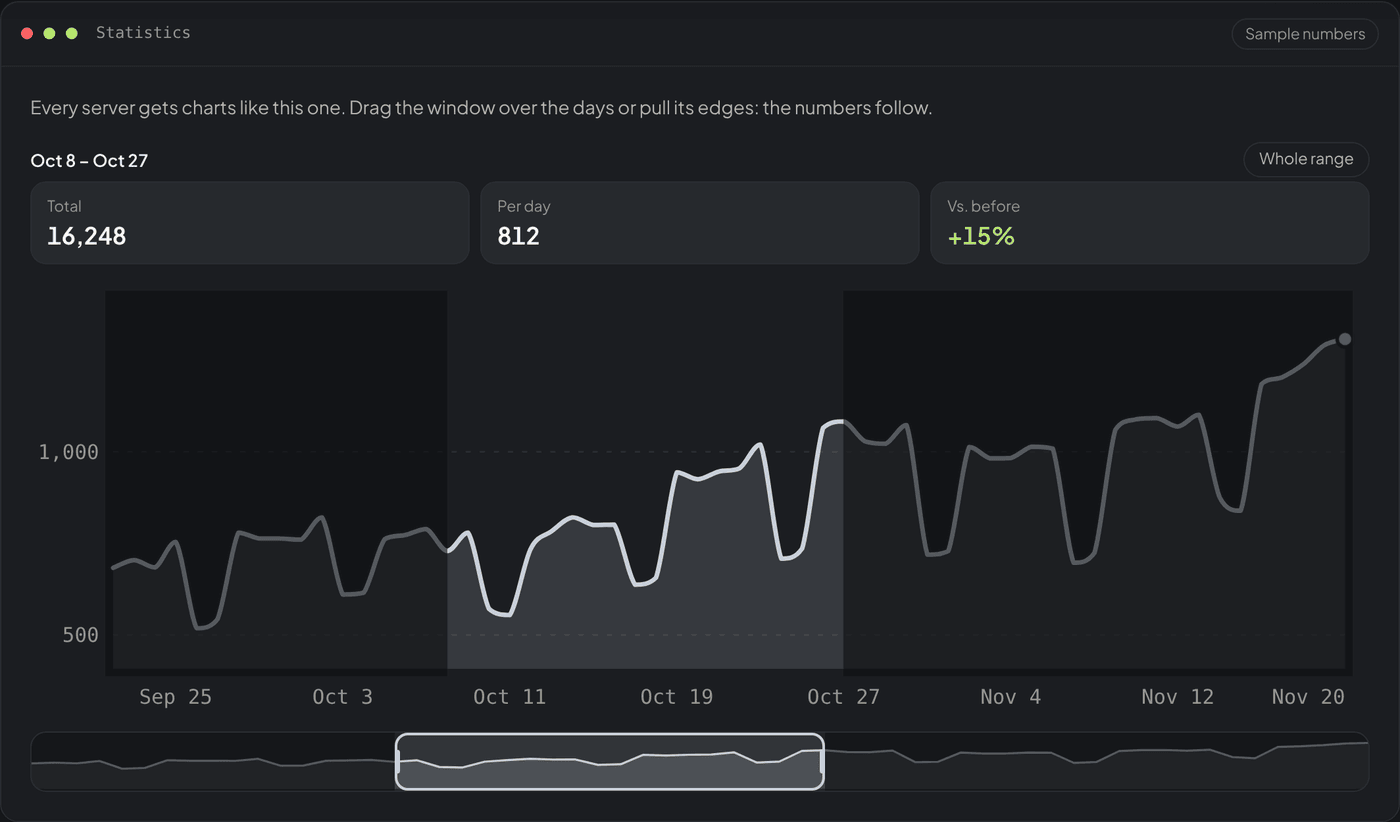 Statistics
Sample numbers
Every server gets charts like this one. Drag the window over the days or pull its edges: the numbers follow.
Oct 8 – Oct 27
Whole range
Total
16,248
Per day
812
Vs. before
+15%
1,000
500
Sep 25
Oct 3
Oct 11
Oct 19
Oct 27
Nov 4
Nov 12
Nov 20